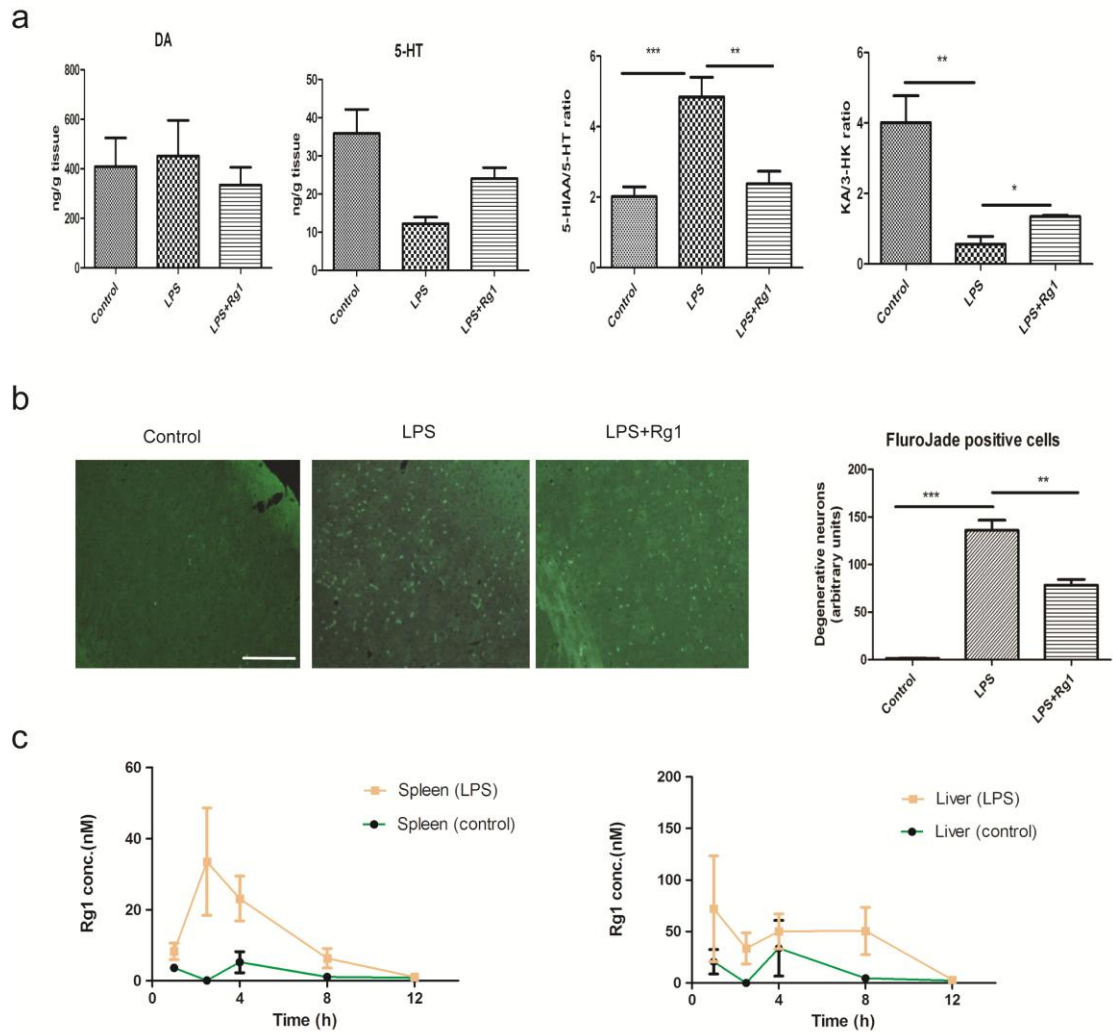 a
DA
ng/g tissue
800
600
400
200
0
Control
LPS
LPS+Rg1
5-HT
ng/g tissue
50
40
30
20
10
0
Control
LPS
LPS+Rg1
5-HIAA/5-HT ratio
6
4
2
0
***
**
Control
LPS
LPS+Rg1
KA/3-HK ratio
6
4
2
0
**
*
Control
LPS
LPS+Rg1
b
Control
LPS
LPS+Rg1
FluroJade positive cells
Degenerative neurons
(arbitrary units)
200
150
100
50
0
***
**
Control
LPS
LPS+Rg1
c
Rg1 conc.(nM)
60
40
20
0
Spleen (LPS)
Spleen (control)
0
4
8
12
Time (h)
Rg1 conc.(nM)
200
150
100
50
0
Liver (LPS)
Liver (control)
0
4
8
12
Time (h)